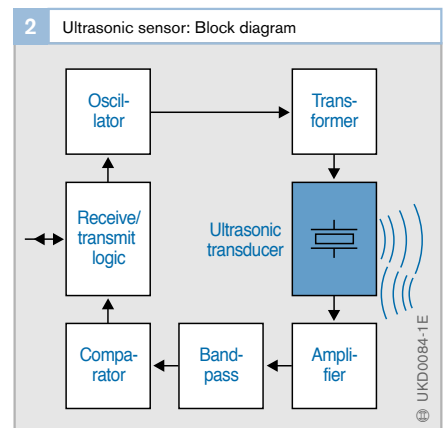 2 Ultrasonic sensor: Block diagram
Oscil-
lator
Trans-
former
Receive/
transmit
logic
Ultrasonic
transducer
Compa-
rator
Band-
pass
Ampli-
fier
UKD0084-1E